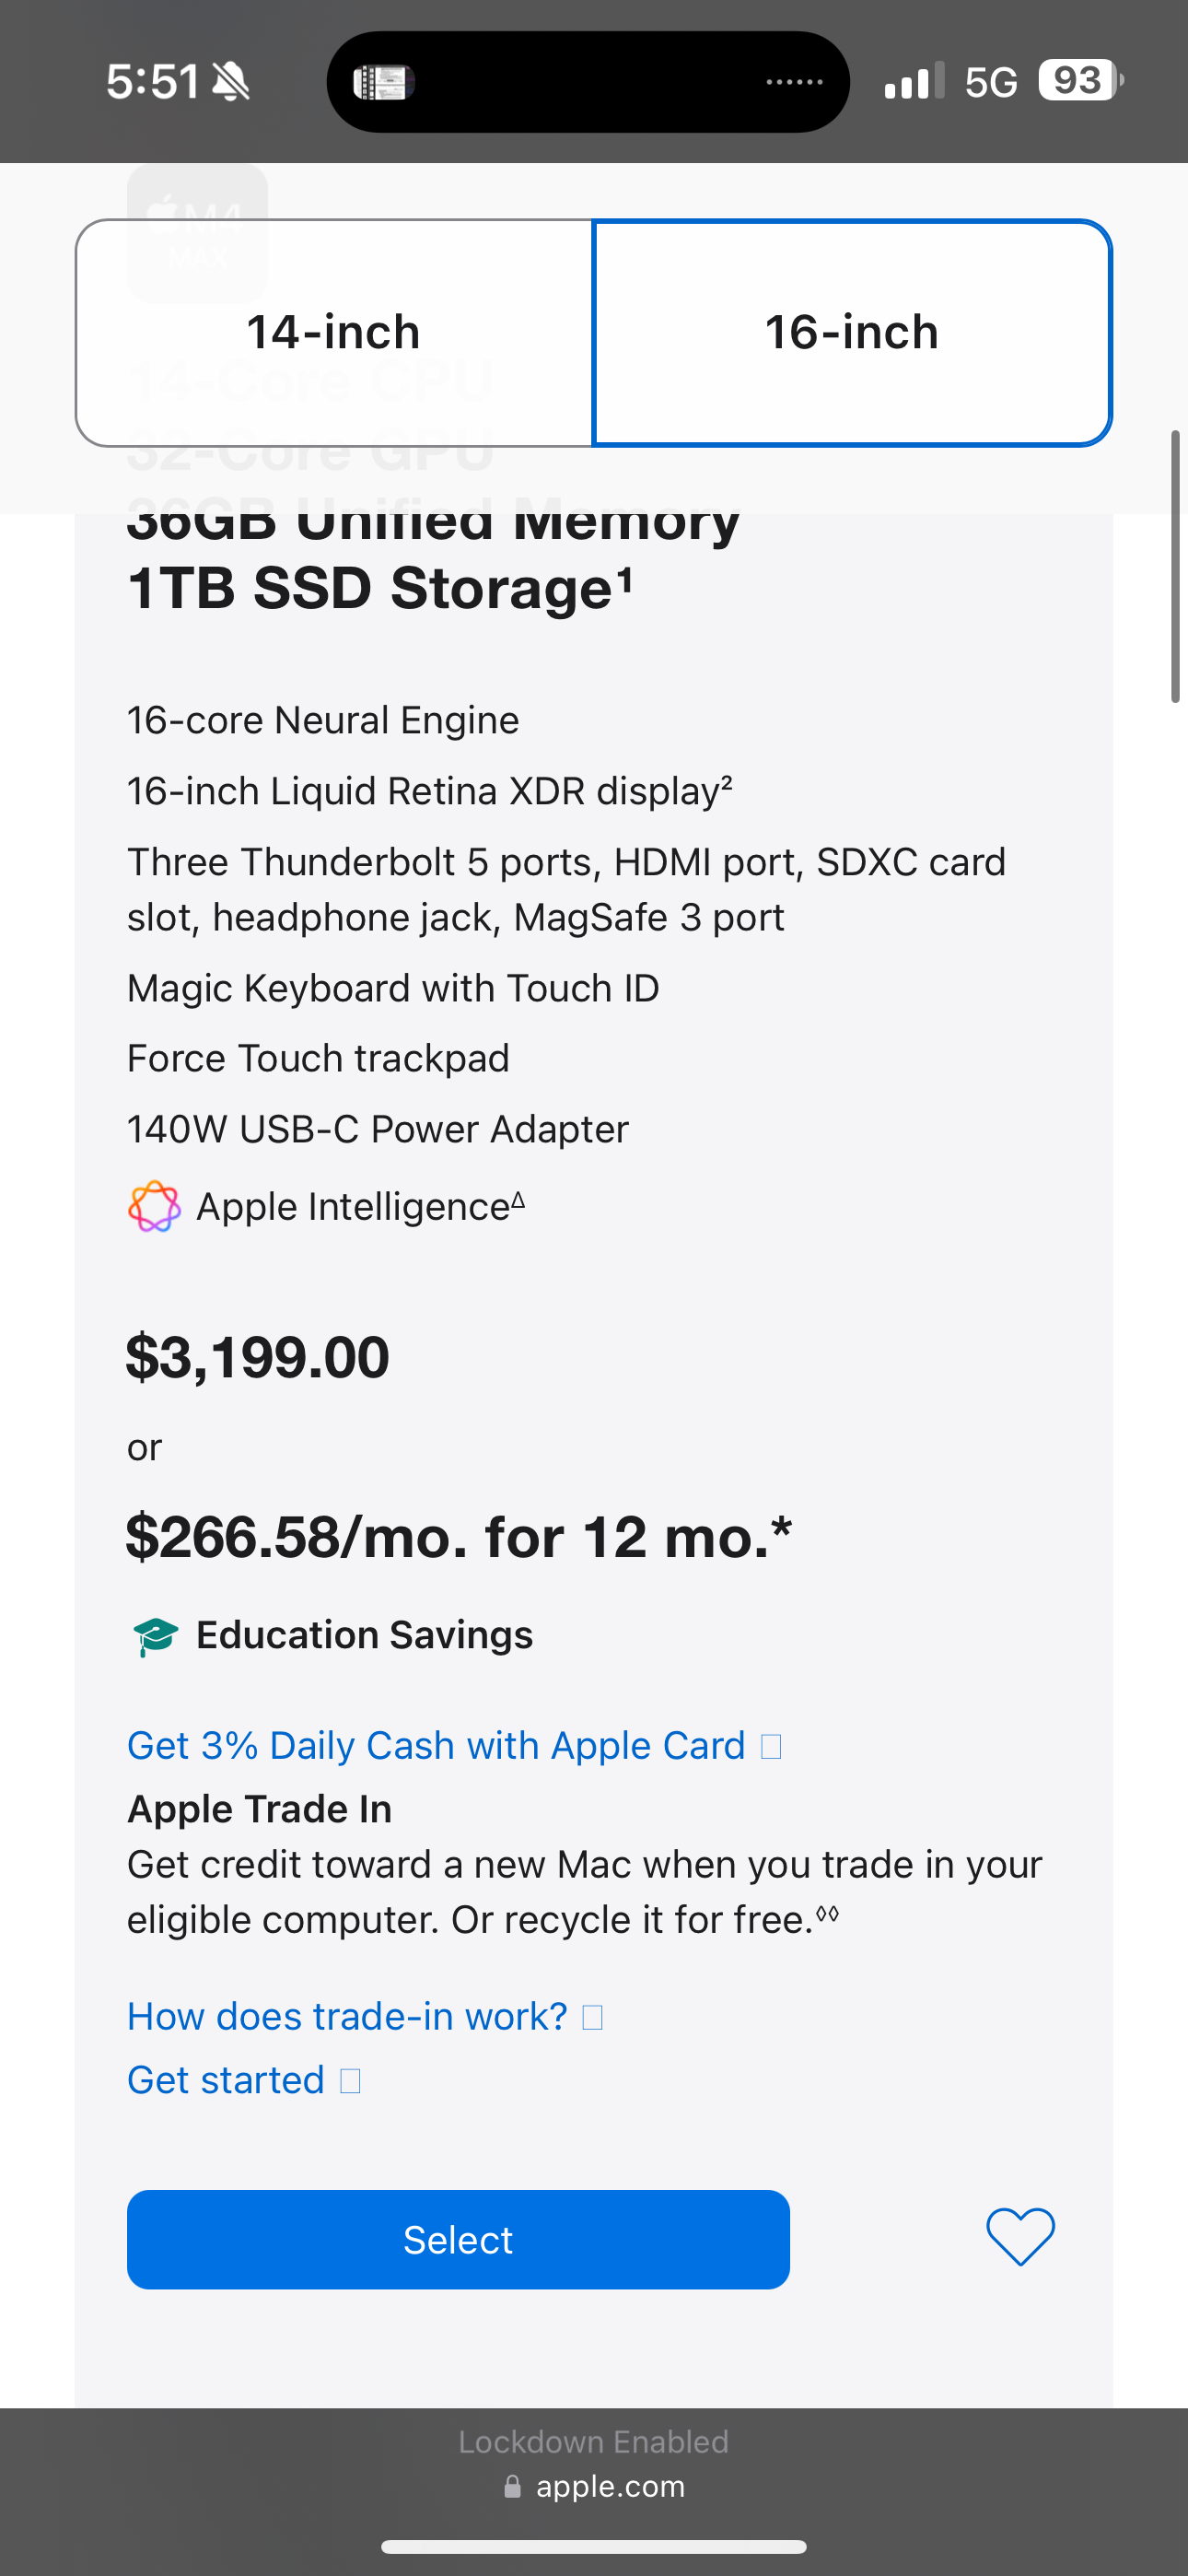 5:51
5G
93
M4
MAX
14-inch
16-inch
14-Core CPU
32-Core GPU
36GB Unified Memory
1TB SSD Storage¹
16-core Neural Engine
16-inch Liquid Retina XDR display²
Three Thunderbolt 5 ports, HDMI port, SDXC card
slot, headphone jack, MagSafe 3 port
Magic Keyboard with Touch ID
Force Touch trackpad
140W USB-C Power Adapter
Apple Intelligence∆
$3,199.00
or
$266.58/mo. for 12 mo.*
Education Savings
Get 3% Daily Cash with Apple Card
Apple Trade In
Get credit toward a new Mac when you trade in your
eligible computer. Or recycle it for free.◊◊
How does trade-in work?
Get started
Select
Lockdown Enabled
apple.com